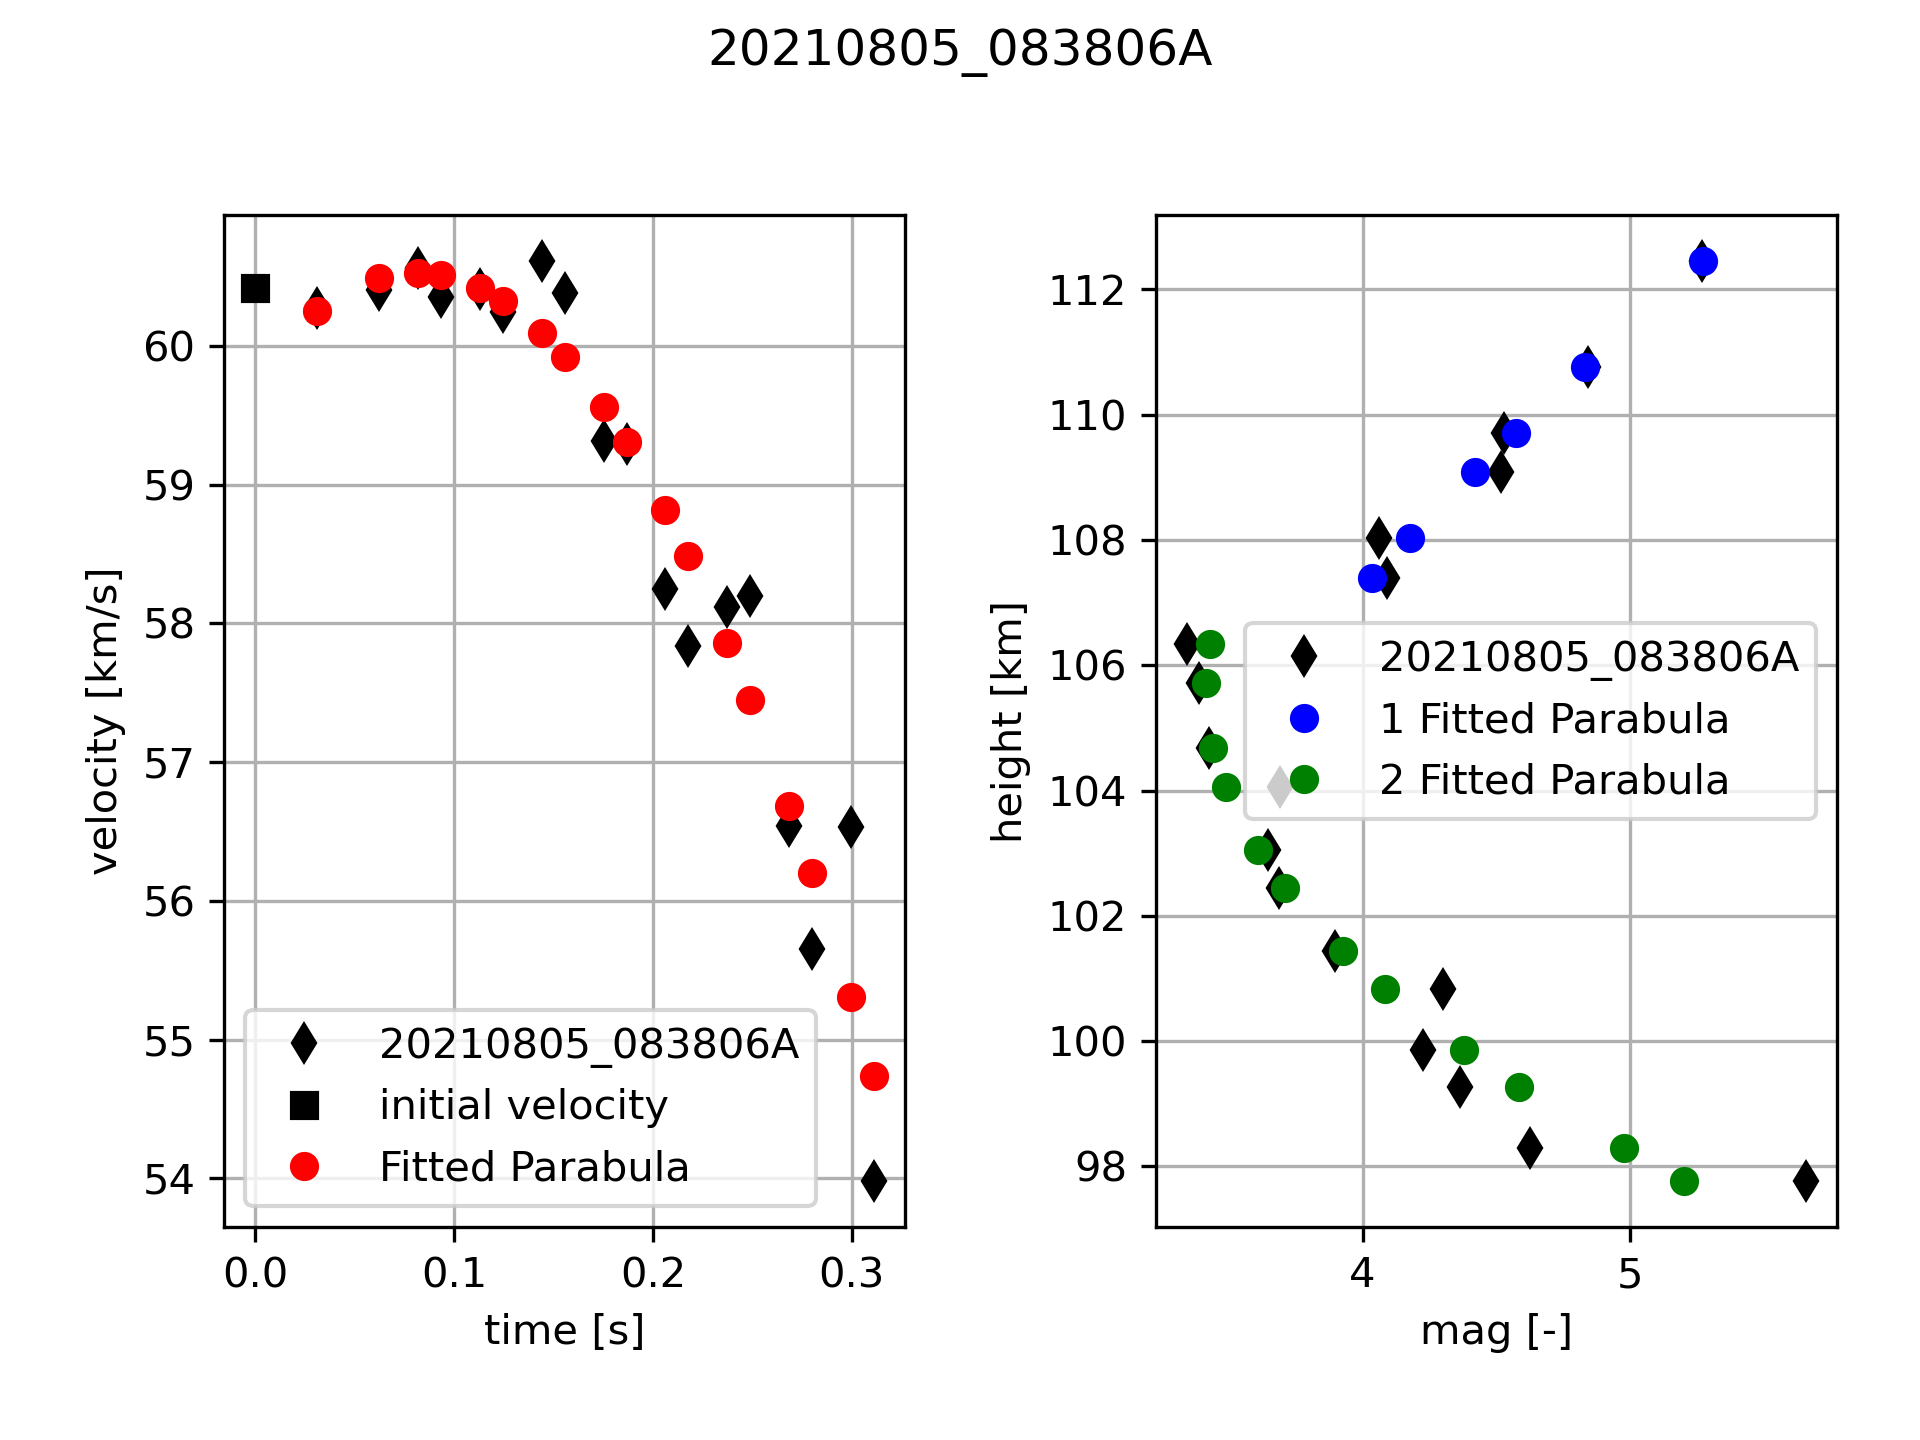 20210805_083806A
velocity [km/s]
60
59
58
57
56
55
54
20210805_083806A
initial velocity
Fitted Parabula
0.0 0.1 0.2 0.3
time [s]
height [km]
112
110
108
106
104
102
100
98
20210805_083806A
1 Fitted Parabula
2 Fitted Parabula
4 5
mag [-]